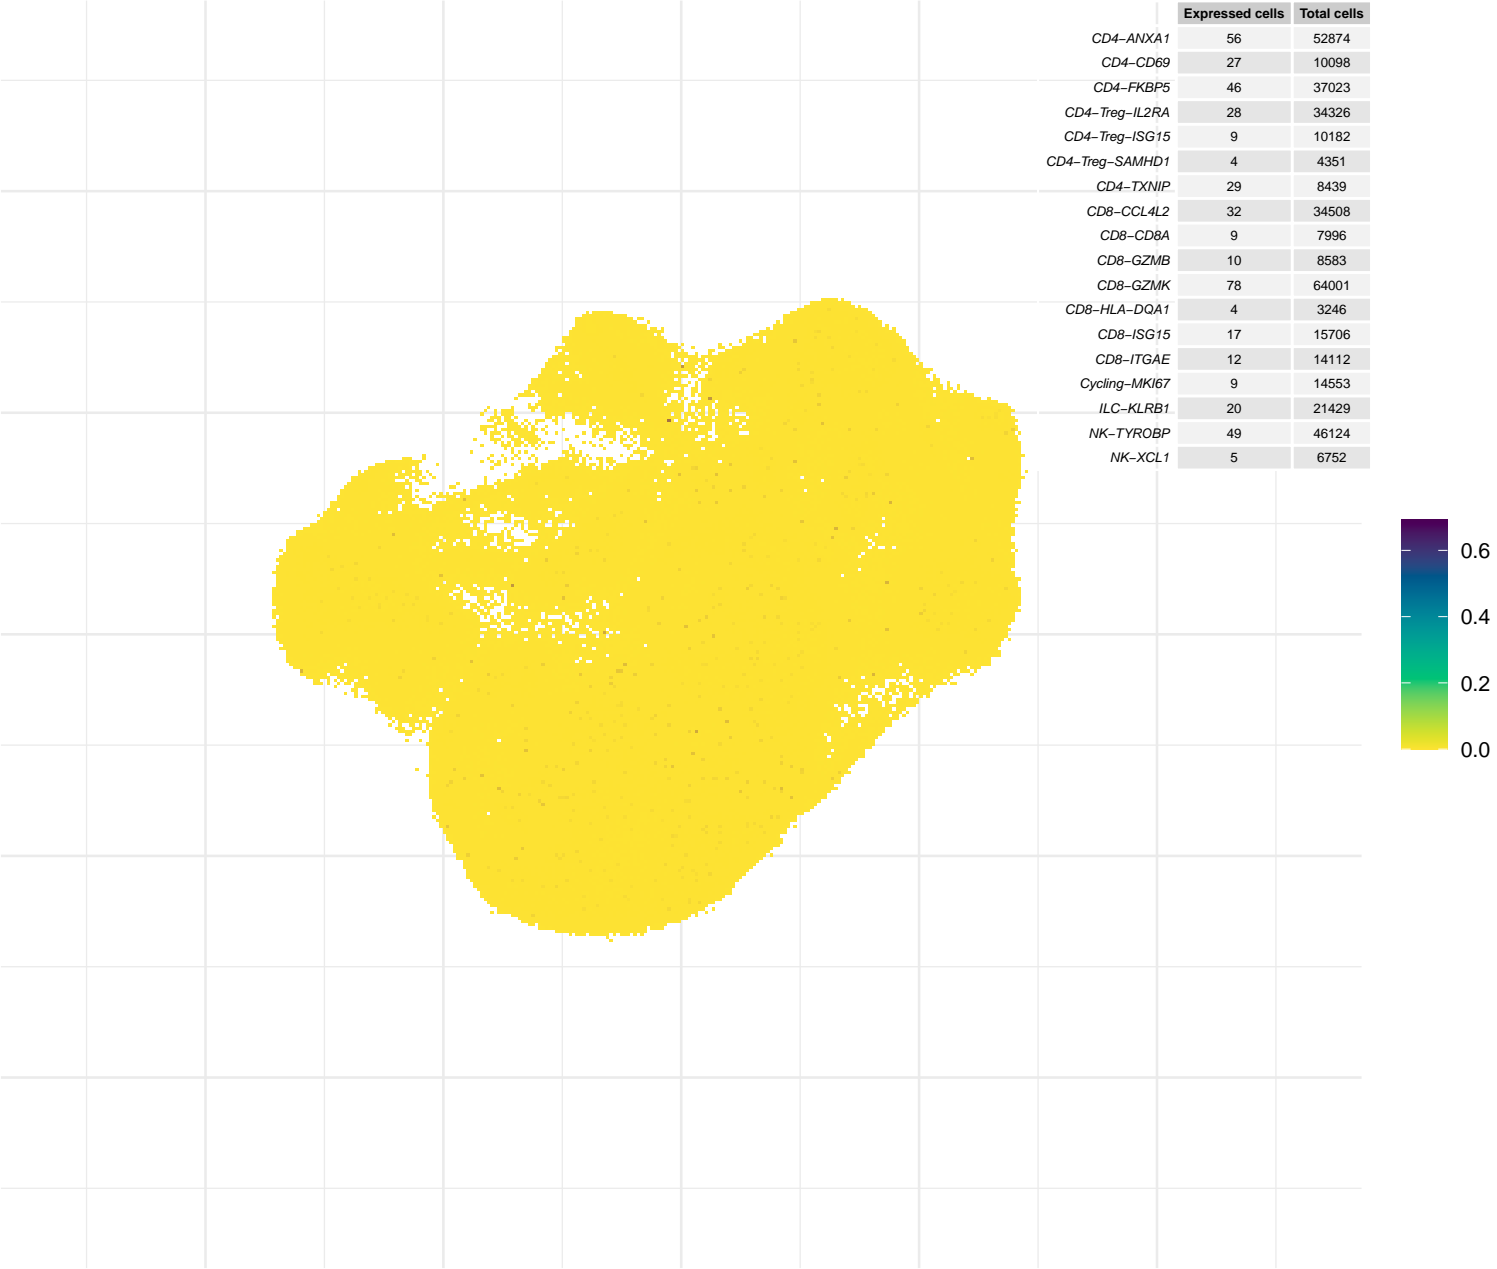 Expressed cells Total cells
CD4−ANXA1 56 52874
CD4−CD69 27 10098
CD4−FKBP5 46 37023
CD4−Treg−IL2RA 28 34326
CD4−Treg−ISG15 9 10182
CD4−Treg−SAMHD1 4 4351
CD4−TXNIP 29 8439
CD8−CCL4L2 32 34508
CD8−CD8A 9 7996
CD8−GZMB 10 8583
CD8−GZMK 78 64001
CD8−HLA−DQA1 4 3246
CD8−ISG15 17 15706
CD8−ITGAE 12 14112
Cycling−MKI67 9 14553
ILC−KLRB1 20 21429
NK−TYROBP 49 46124
NK−XCL1 5 6752
0.6
0.4
0.2
0.0